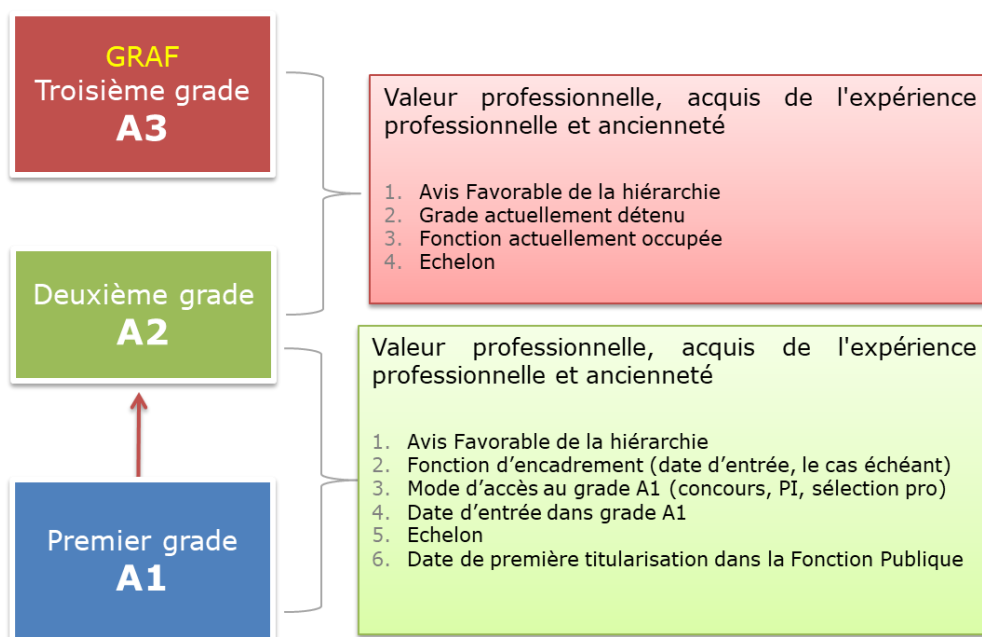 GRAF
Troisième grade
A3
Valeur professionnelle, acquis de l'expérience
professionnelle et ancienneté
1. Avis Favorable de la hiérarchie
2. Grade actuellement détenu
3. Fonction actuellement occupée
4. Echelon
Deuxième grade
A2
Valeur professionnelle, acquis de l'expérience
professionnelle et ancienneté
1. Avis Favorable de la hiérarchie
2. Fonction d’encadrement (date d’entrée, le cas échéant)
3. Mode d’accès au grade A1 (concours, PI, sélection pro)
4. Date d’entrée dans grade A1
5. Echelon
6. Date de première titularisation dans la Fonction Publique
Premier grade
A1